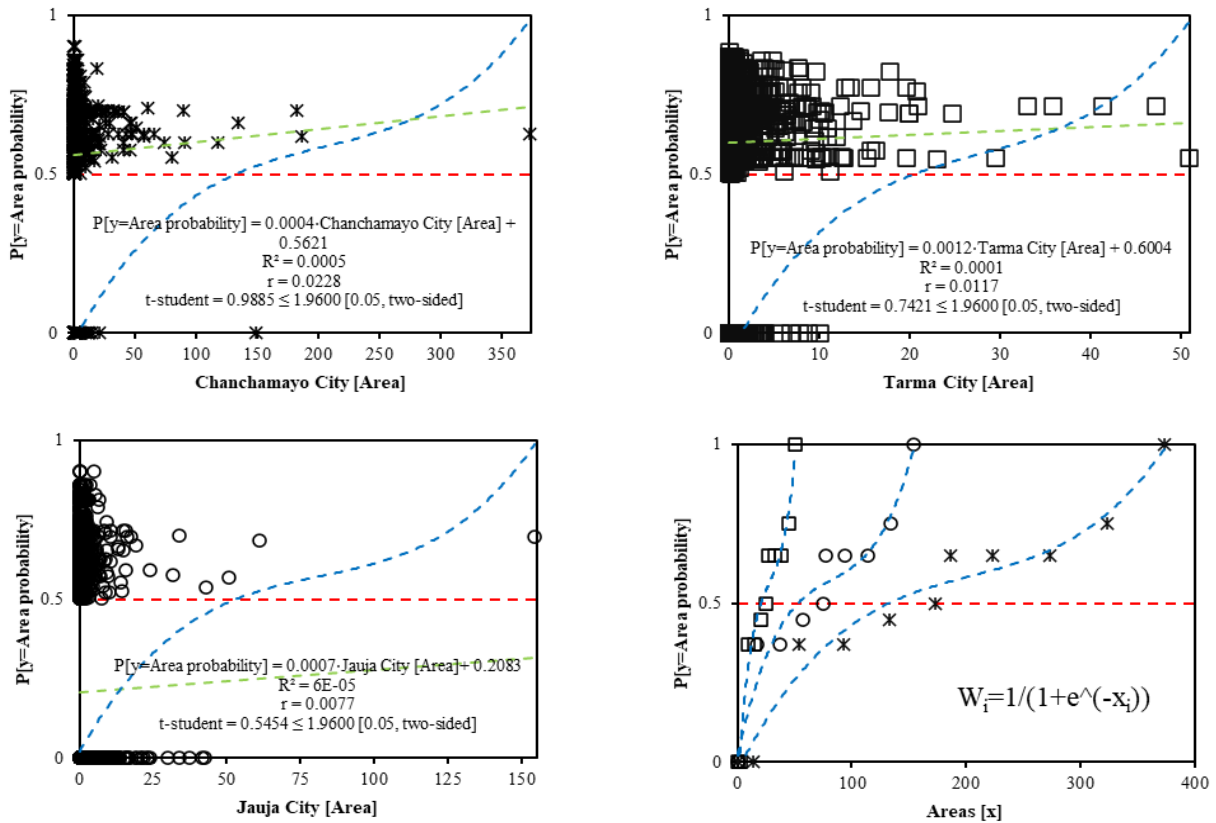 P[y=Area probability]
1
0.5
0
P[y=Area probability] = 0.0004·Chanchamayo City [Area] +
0.5621
R² = 0.0005
r = 0.0228
t-student = 0.9885 ≤ 1.9600 [0.05, two-sided]
0 50 100 150 200 250 300 350
Chanchamayo City [Area]
P[y=Area probability]
1
0.5
0
P[y=Area probability] = 0.0012·Tarma City [Area] + 0.6004
R² = 0.0001
r = 0.0117
t-student = 0.7421 ≤ 1.9600 [0.05, two-sided]
0 10 20 30 40 50
Tarma City [Area]
P[y=Area probability]
1
0.5
0
P[y=Area probability] = 0.0007·Jauja City [Area] + 0.2083
R² = 6E-05
r = 0.0077
t-student = 0.5454 ≤ 1.9600 [0.05, two-sided]
0 25 50 75 100 125 150
Jauja City [Area]
P[y=Area probability]
1
0.5
0
Wᵢ=1/(1+e^(-xᵢ))
0 100 200 300 400
Areas [x]